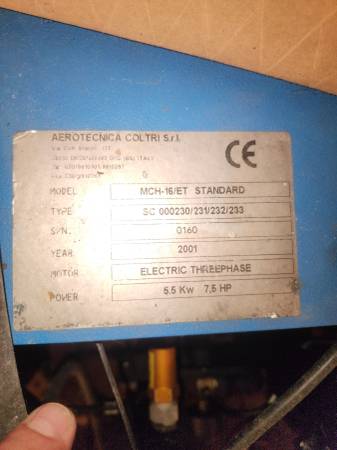 AEROTECNICA COLTRI S.r.l.
CE
MODEL MCH-16/ET STANDARD
TYPE SC 000230/231/232/233
S/N. 0160
YEAR 2001
MOTOR ELECTRIC THREEPHASE
POWER 5.5 Kw 7,5 HP